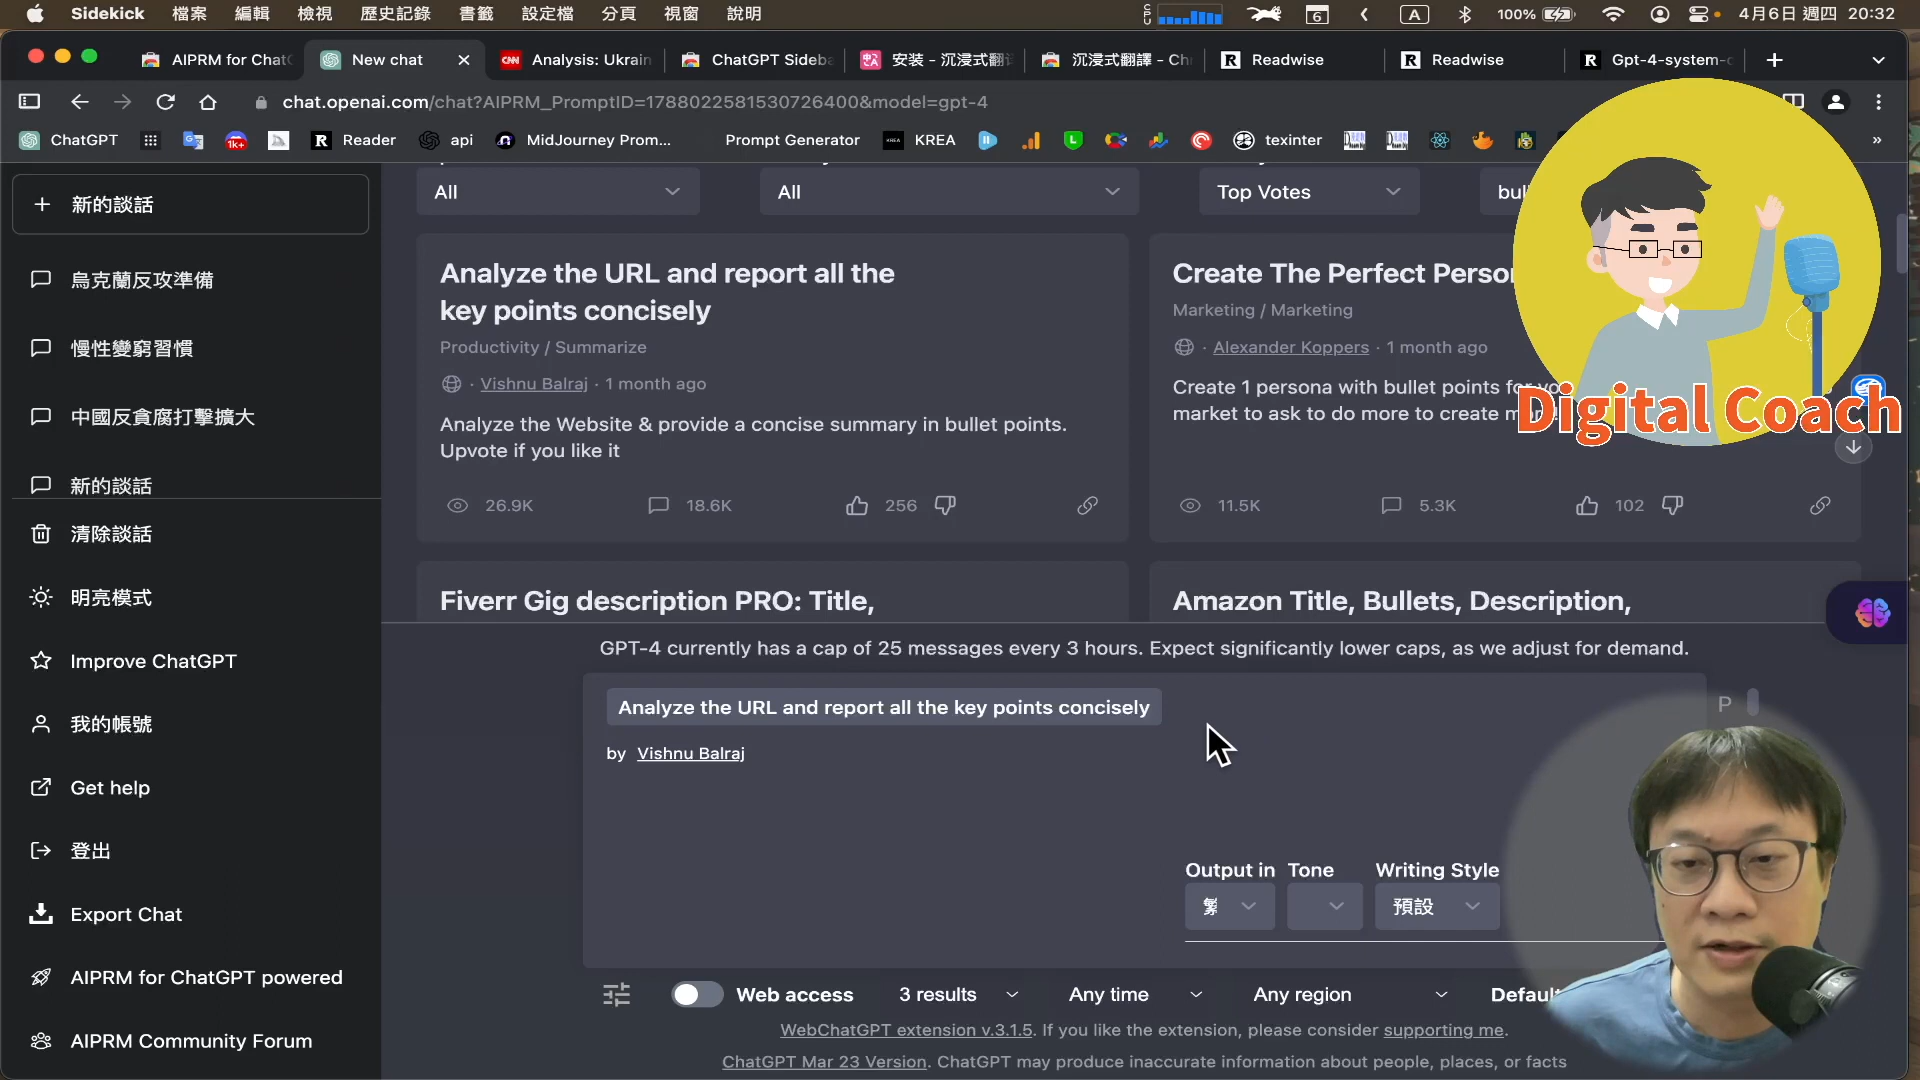 Sidekick 檔案 編輯 檢視 歷史記錄 書籤 設定檔 分頁 視窗 說明 6 A 100% 4月6日 週四 20:32
AIPRM for ChatG New chat CNN Analysis: Ukrain ChatGPT Sideba 安装 - 沉浸式翻译 沉浸式翻譯 - Ch R Readwise R Readwise R Gpt-4-system-c
chat.openai.com/chat?AIPRM_PromptID=1788022581530726400&model=gpt-4
ChatGPT 1k+ R Reader api MidJourney Prom... Prompt Generator KREA KREA texinter »
新的談話
烏克蘭反攻準備
慢性變窮習慣
中國反貪腐打擊擴大
新的談話
清除談話
明亮模式
Improve ChatGPT
我的帳號
Get help
登出
Export Chat
AIPRM for ChatGPT powered
AIPRM Community Forum
All All Top Votes bul
Analyze the URL and report all the
key points concisely
Productivity / Summarize
· Vishnu Balraj · 1 month ago
Analyze the Website & provide a concise summary in bullet points.
Upvote if you like it
26.9K 18.6K 256
Create The Perfect Person
Marketing / Marketing
· Alexander Koppers · 1 month ago
Create 1 persona with bullet points for yo
market to ask to do more to create mo
11.5K 5.3K 102
Digital Coach
Fiverr Gig description PRO: Title,
Amazon Title, Bullets, Description,
GPT-4 currently has a cap of 25 messages every 3 hours. Expect significantly lower caps, as we adjust for demand.
Analyze the URL and report all the key points concisely
P
by Vishnu Balraj
Output in Tone Writing Style
繁 預設
Web access 3 results Any time Any region Default
WebChatGPT extension v.3.1.5. If you like the extension, please consider supporting me.
ChatGPT Mar 23 Version. ChatGPT may produce inaccurate information about people, places, or facts